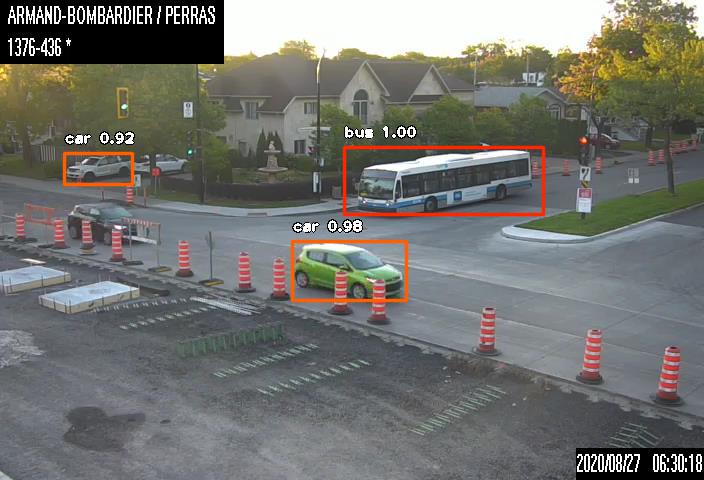 ARMAND-BOMBARDIER / PERRAS
1376-436 *
car 0.92
bus 1.00
car 0.98
2020/08/27 06:30:18